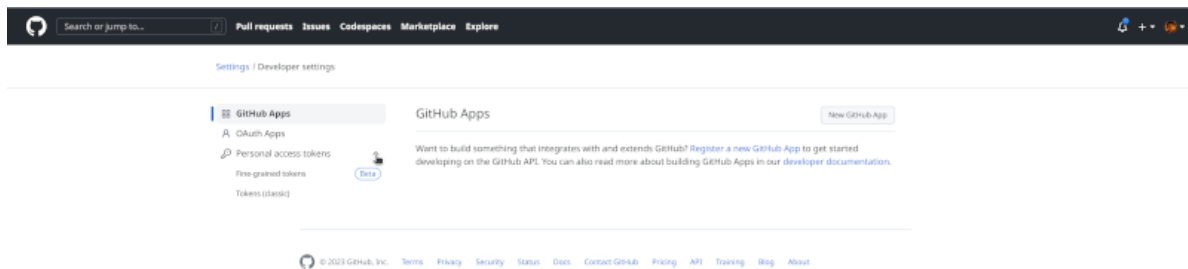 Search or jump to... / Pull requests Issues Codespaces Marketplace Explore
Settings / Developer settings
GitHub Apps
OAuth Apps
Personal access tokens
Fine-grained tokens Beta
Tokens (classic)
GitHub Apps New GitHub App
Want to build something that integrates with and extends GitHub? Register a new GitHub App to get started
developing on the GitHub API. You can also read more about building GitHub Apps in our developer documentation.
© 2023 GitHub, Inc. Terms Privacy Security Status Docs Contact GitHub Pricing API Training Blog About